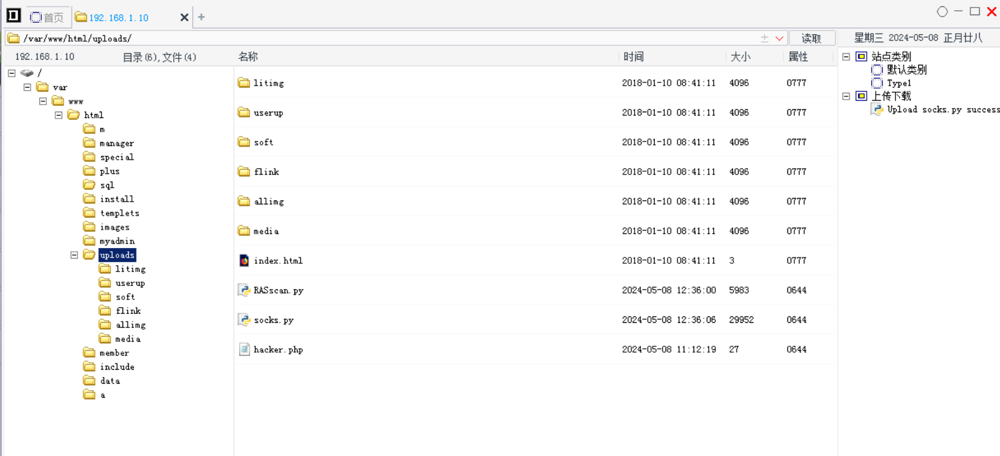 首页 192.168.1.10
/var/www/html/uploads/ 读取 星期三 2024-05-08 正月廿八
192.168.1.10 目录(6),文件(4) 名称 时间 大小 属性
/
var
www
html
m
manager
special
plus
sql
install
templets
images
myadmin
uploads
litimg
userup
soft
flink
allimg
media
member
include
data
a
litimg 2018-01-10 08:41:11 4096 0777
userup 2018-01-10 08:41:11 4096 0777
soft 2018-01-10 08:41:11 4096 0777
flink 2018-01-10 08:41:11 4096 0777
allimg 2018-01-10 08:41:11 4096 0777
media 2018-01-10 08:41:11 4096 0777
index.html 2018-01-10 08:41:11 3 0777
RASscan.py 2024-05-08 12:36:00 5983 0644
socks.py 2024-05-08 12:36:06 29952 0644
hacker.php 2024-05-08 11:12:19 27 0644
站点类别
默认类别
Type1
上传下载
Upload socks.py success